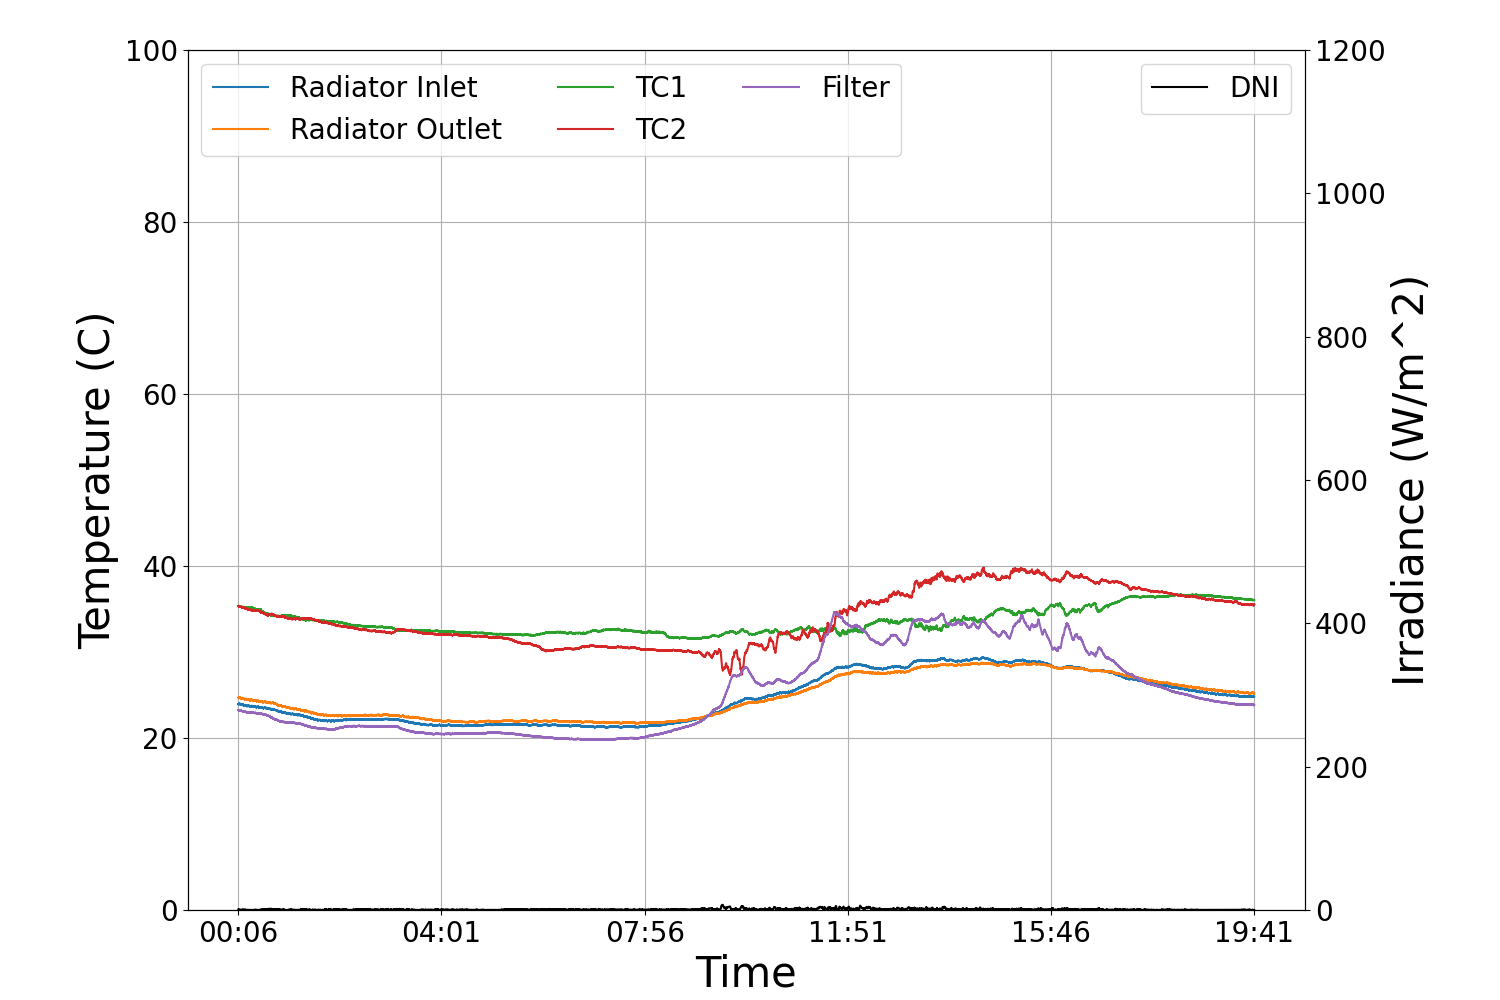 100
80
60
40
20
0
Temperature (C)
Radiator Inlet
Radiator Outlet
TC1
TC2
Filter
DNI
1200
1000
800
600
400
200
0
Irradiance (W/m^2)
00:06 04:01 07:56 11:51 15:46 19:41
Time